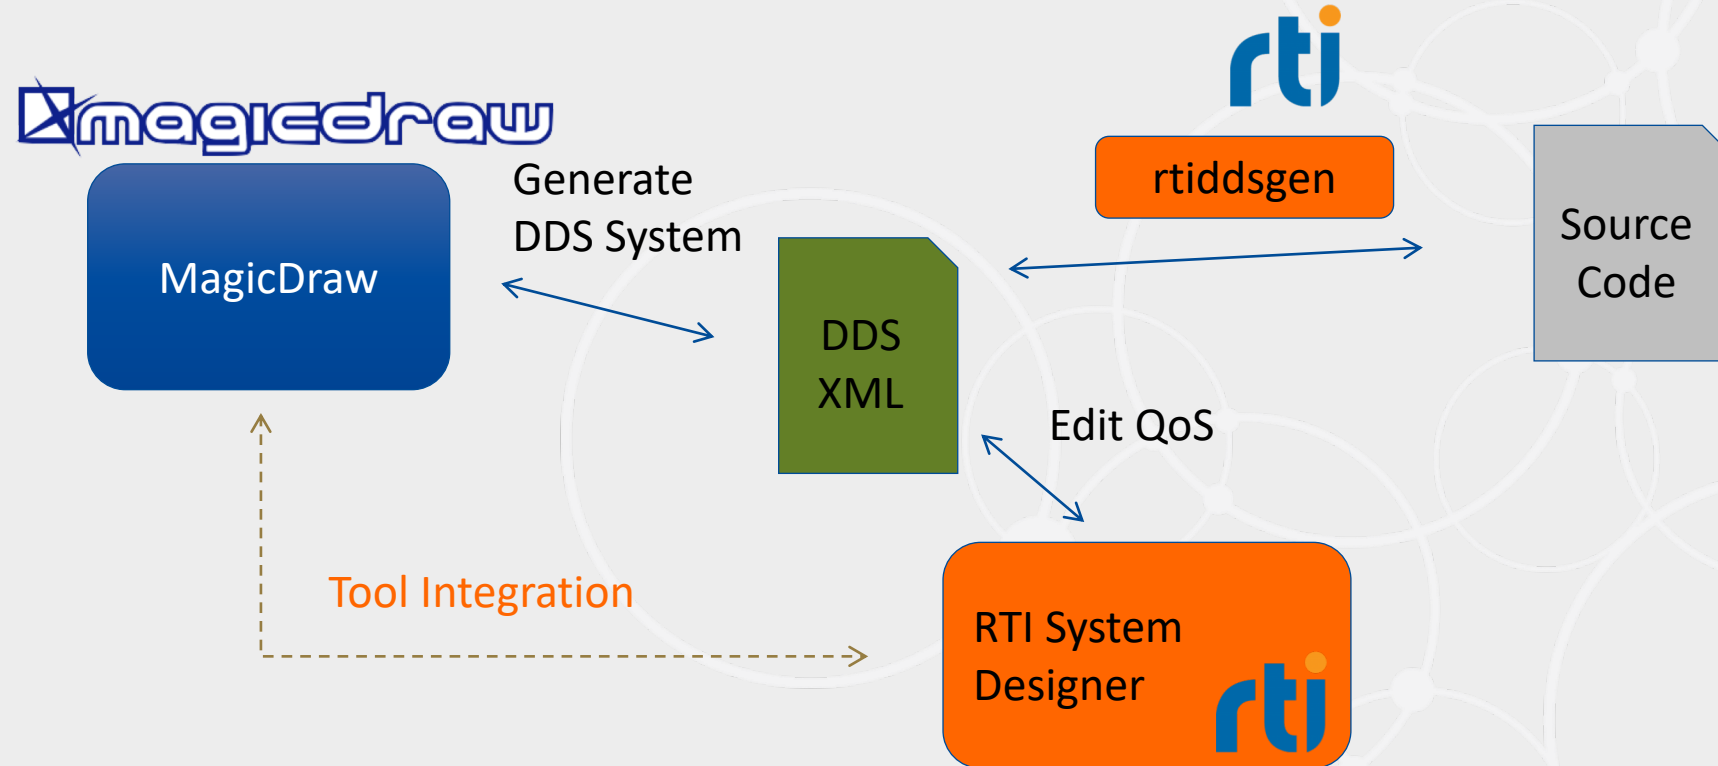 rti
magicdraw
MagicDraw
Generate
DDS System
rtiddsgen
Source
Code
DDS
XML
Edit QoS
Tool Integration
RTI System
Designer
rti